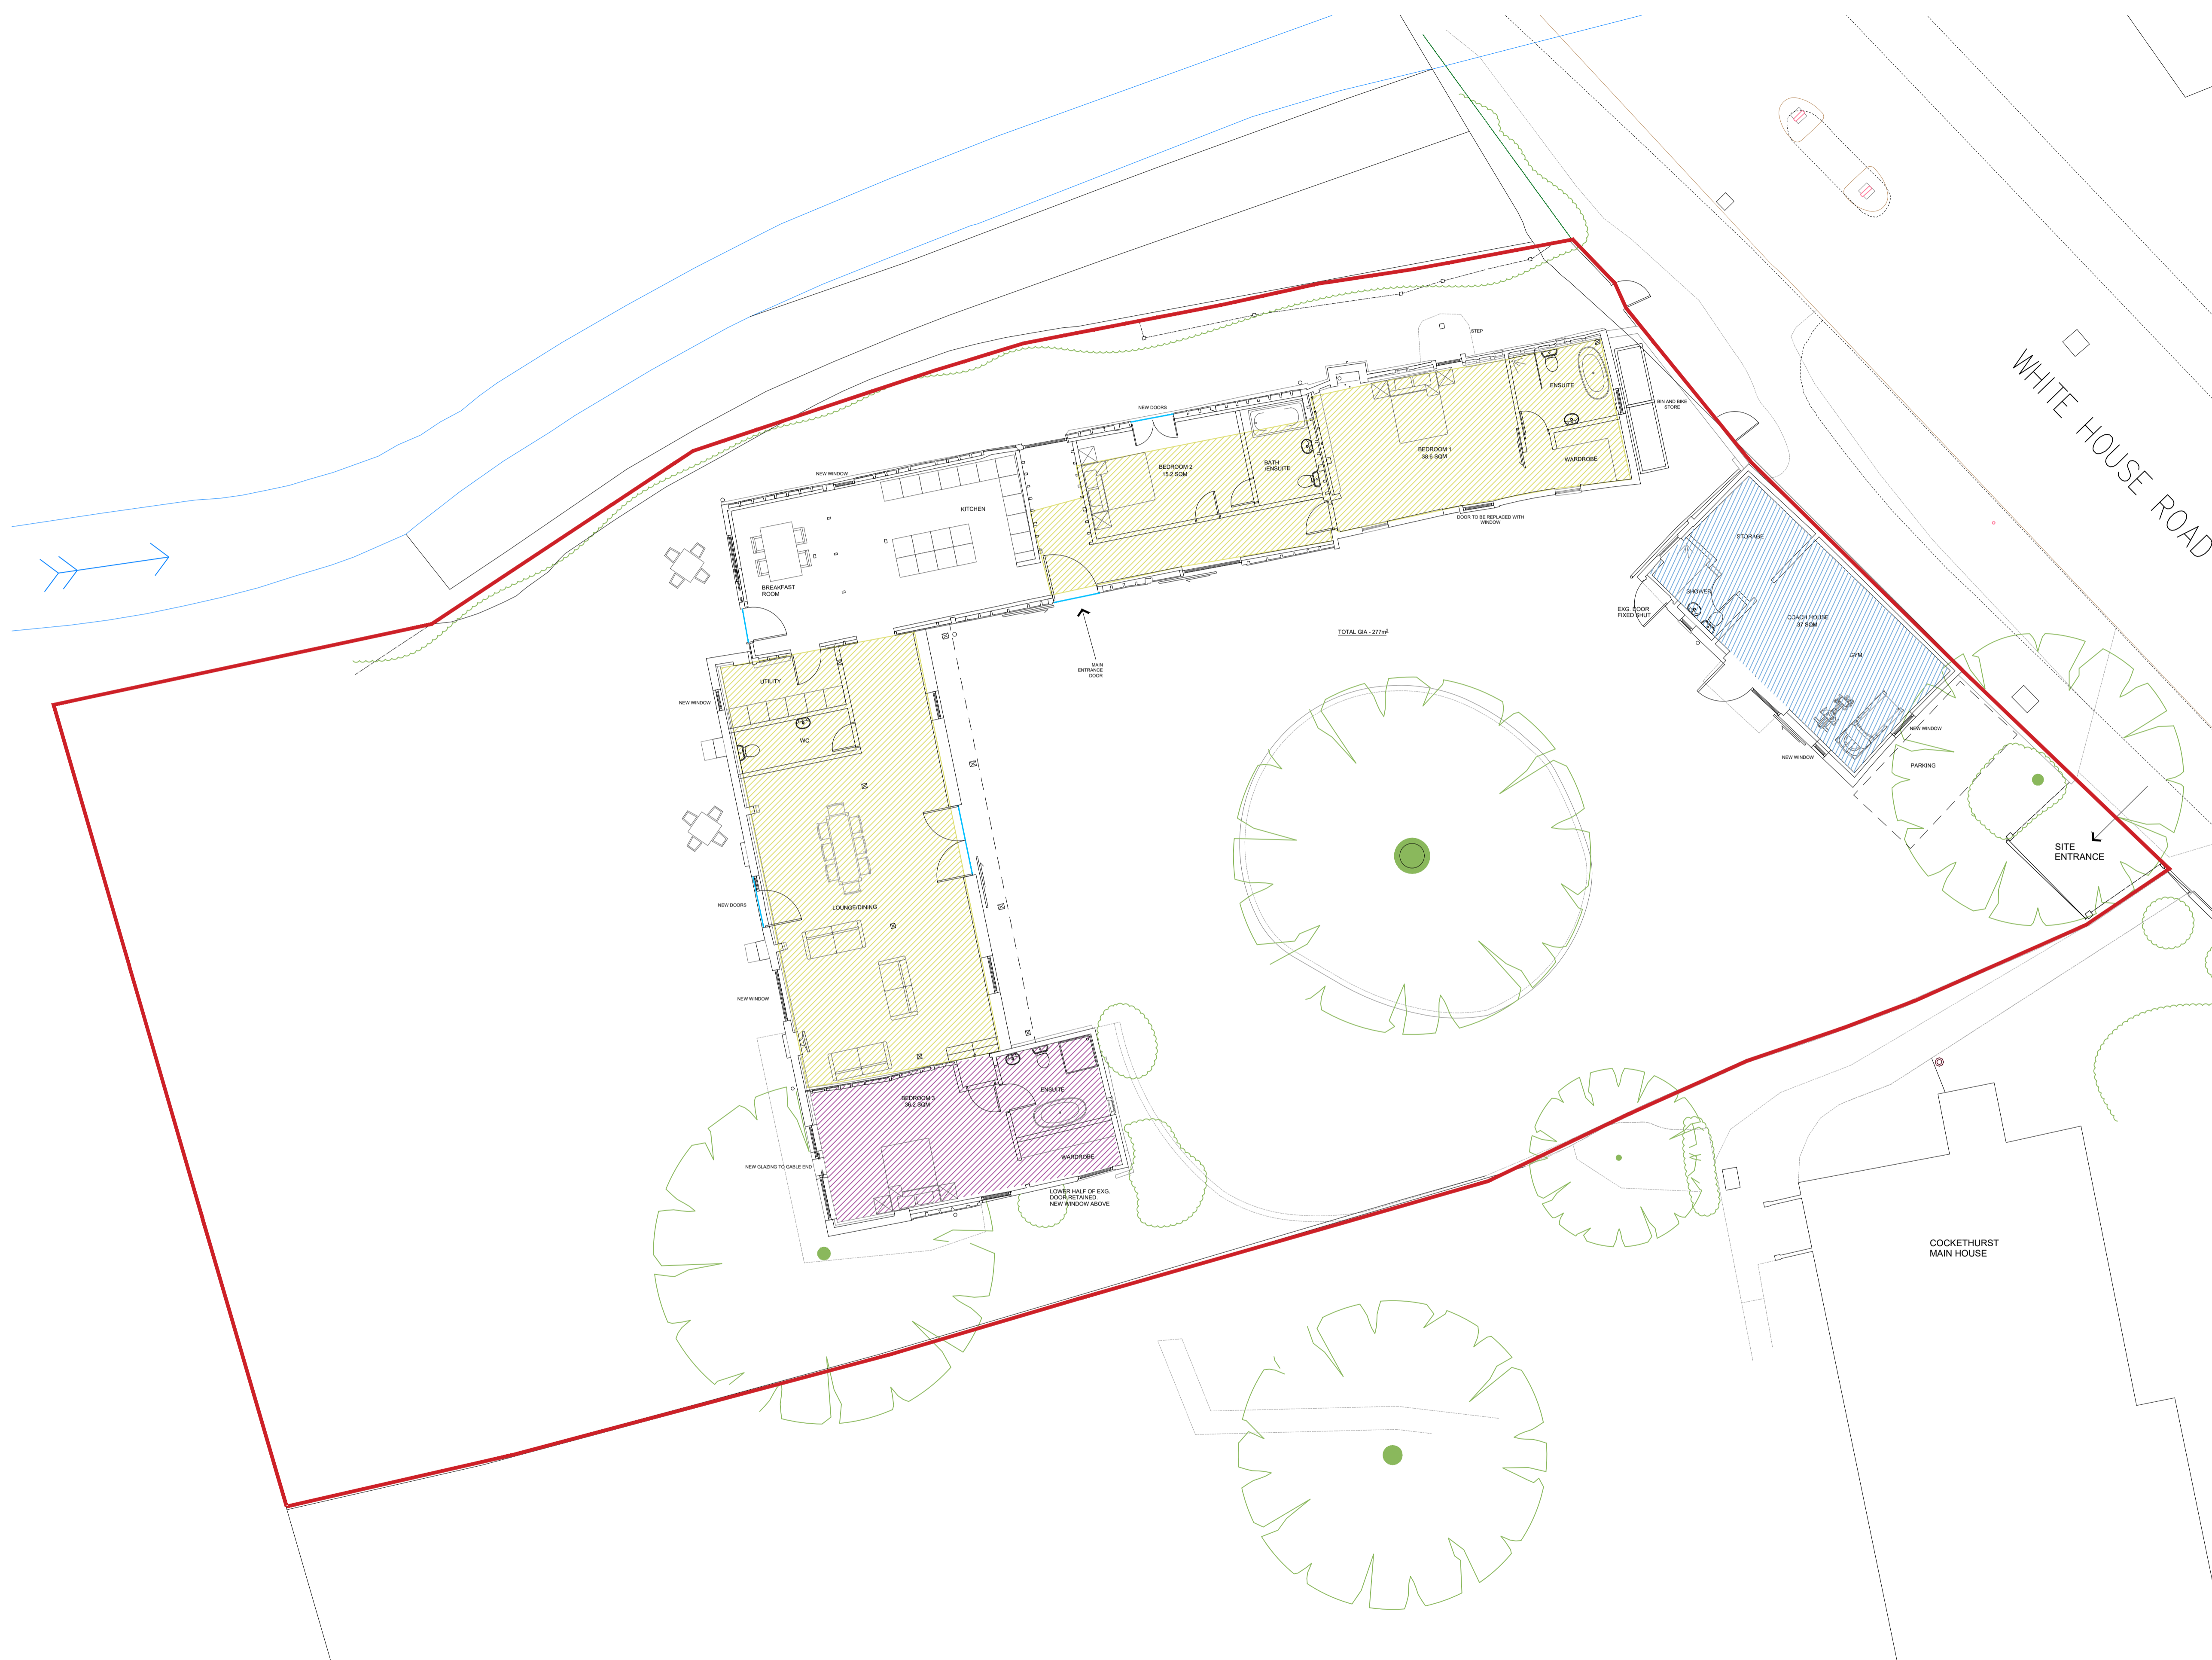 WHITE HOUSE ROAD
STEP
ENSUITE
BIN AND BIKE
STORE
NEW DOORS
BEDROOM 1
38.6 SQM
WARDROBE
BEDROOM 2
15.2 SQM
BATH
/ENSUITE
NEW WINDOW
KITCHEN
DOOR TO BE REPLACED WITH
WINDOW
BREAKFAST
ROOM
STORAGE
SHOWER
EXG. DOOR
FIXED SHUT
COACH HOUSE
37 SQM
GYM
TOTAL GIA - 277m²
MAIN
ENTRANCE
DOOR
UTILITY
NEW WINDOW
WC
NEW WINDOW
NEW WINDOW
PARKING
SITE
ENTRANCE
NEW DOORS
LOUNGE/DINING
NEW WINDOW
BEDROOM 3
36.2 SQM
ENSUITE
WARDROBE
NEW GLAZING TO GABLE END
LOWER HALF OF EXG.
DOOR RETAINED.
NEW WINDOW ABOVE
COCKETHURST
MAIN HOUSE